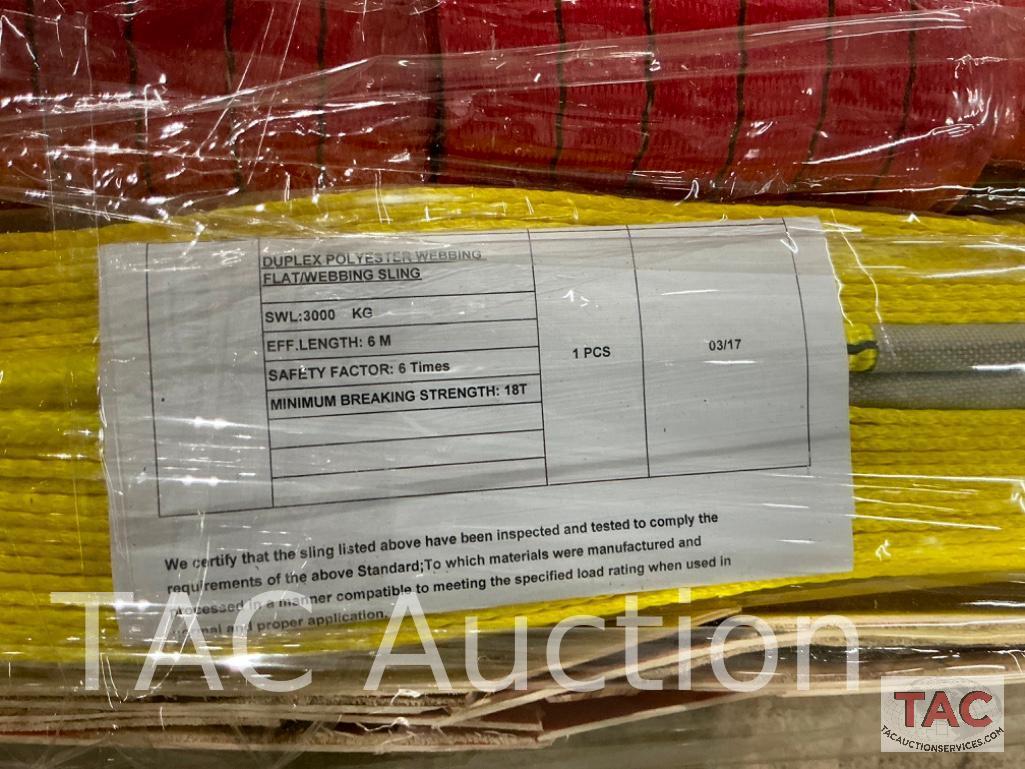 DUPLEX POLYESTER WEBBING
FLAT/WEBBING SLING
SWL:3000 KG
EFF.LENGTH: 6 M
SAFETY FACTOR: 6 Times
MINIMUM BREAKING STRENGTH: 18T
1 PCS
03/17
We certify that the sling listed above have been inspected and tested to comply the
requirements of the above Standard;To which materials were manufactured and
processed in a manner compatible to meeting the specified load rating when used in
normal and proper application.
TAC Auction
TAC
TACAUCTIONSERVICES.COM